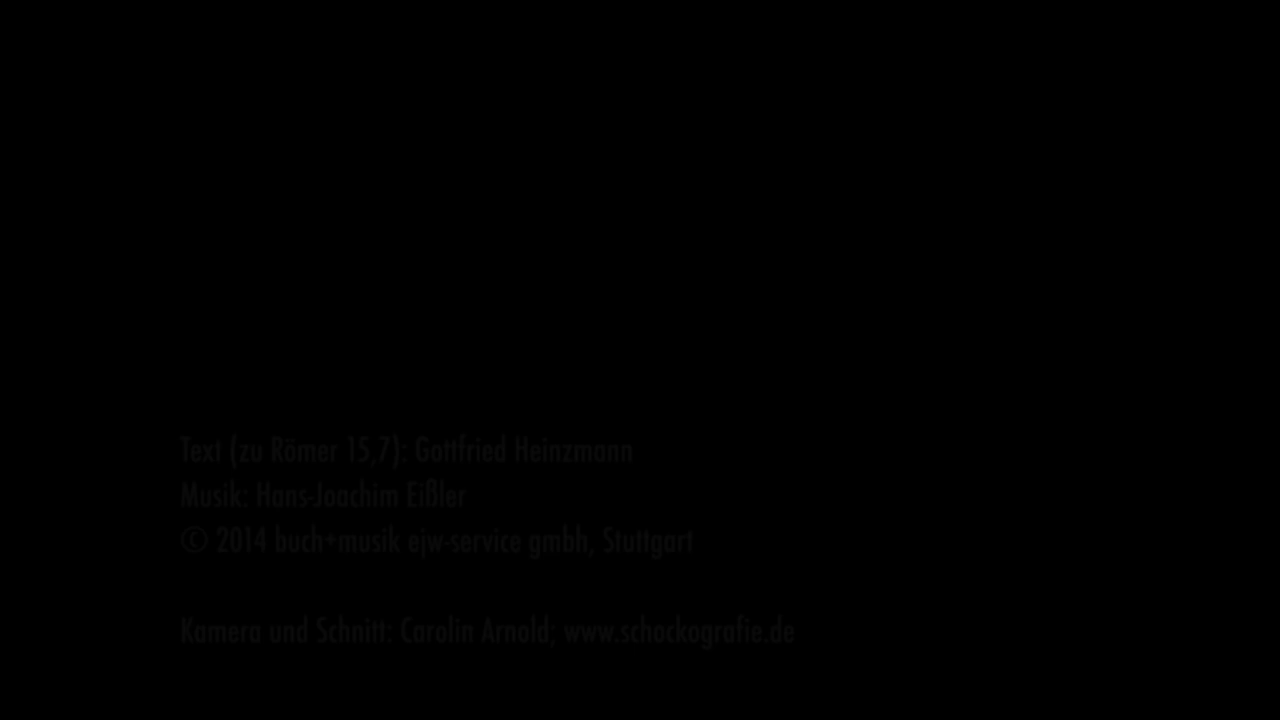 Text (zu Römer 15,7): Gottfried Heinzmann
Musik: Hans-Joachim Eißler
© 2014 buch+musik ejw-service gmbh, Stuttgart
Kamera und Schnitt: Carolin Arnold; www.schockografie.de